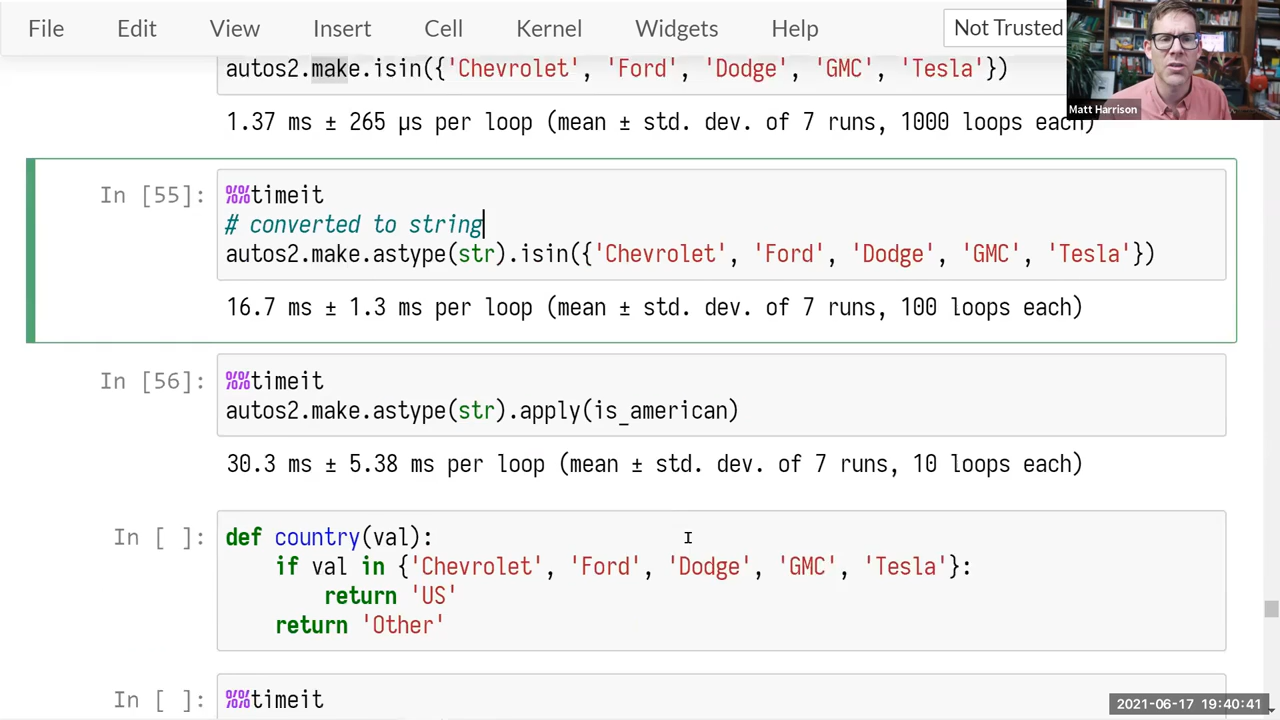 File Edit View Insert Cell Kernel Widgets Help Not Trusted
Matt Harrison
autos2.make.isin({'Chevrolet', 'Ford', 'Dodge', 'GMC', 'Tesla'})
1.37 ms ± 265 µs per loop (mean ± std. dev. of 7 runs, 1000 loops each)
In [55]: %%timeit
# converted to string
autos2.make.astype(str).isin({'Chevrolet', 'Ford', 'Dodge', 'GMC', 'Tesla'})
16.7 ms ± 1.3 ms per loop (mean ± std. dev. of 7 runs, 100 loops each)
In [56]: %%timeit
autos2.make.astype(str).apply(is_american)
30.3 ms ± 5.38 ms per loop (mean ± std. dev. of 7 runs, 10 loops each)
In [ ]: def country(val):
    if val in {'Chevrolet', 'Ford', 'Dodge', 'GMC', 'Tesla'}:
        return 'US'
    return 'Other'
In [ ]: %%timeit
2021-06-17 19:40:41